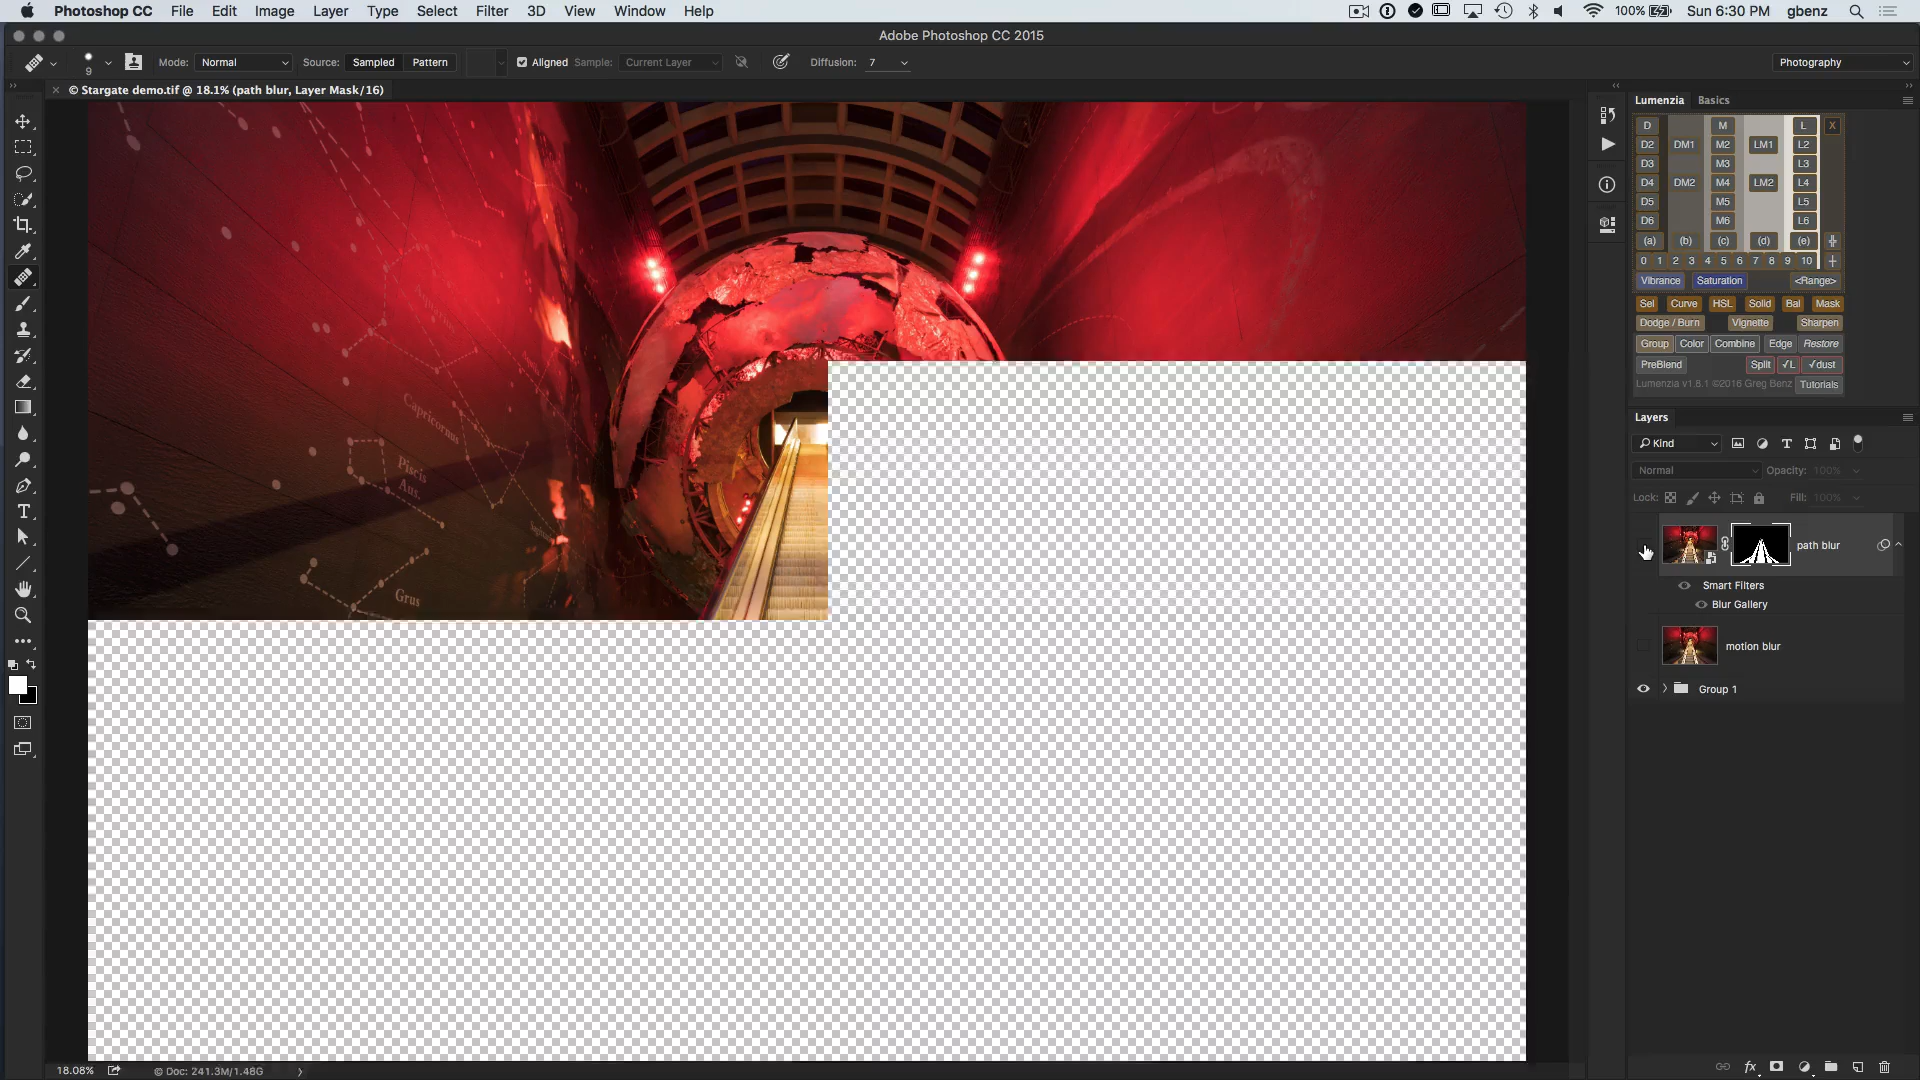 Photoshop CC File Edit Image Layer Type Select Filter 3D View Window Help 100% Sun 6:30 PM gbenz
Adobe Photoshop CC 2015
9 Mode: Normal Source: Sampled Pattern Aligned Sample: Current Layer Diffusion: 7 Photography
× © Stargate demo.tif @ 18.1% (path blur, Layer Mask/16)
Lumenzia Basics
D M L X
D2 DM1 M2 LM1 L2
D3 M3 L3
D4 DM2 M4 LM2 L4
D5 M5 L5
D6 M6 L6
(a) (b) (c) (d) (e)
0 1 2 3 4 5 6 7 8 9 10
Vibrance Saturation <Range>
Sel Curve HSL Solid Bal Mask
Dodge / Burn Vignette Sharpen
Group Color Combine Edge Restore
PreBlend Split √L √dust
Lumenzia v1.8.1 ©2016 Greg Benz Tutorials
Layers
Kind
Normal Opacity: 100%
Lock: Fill: 100%
path blur
Smart Filters
Blur Gallery
motion blur
Group 1
Capricornus
Piscis
Aus.
Grus
18.08% © Doc: 241.3M/1.48G
fx